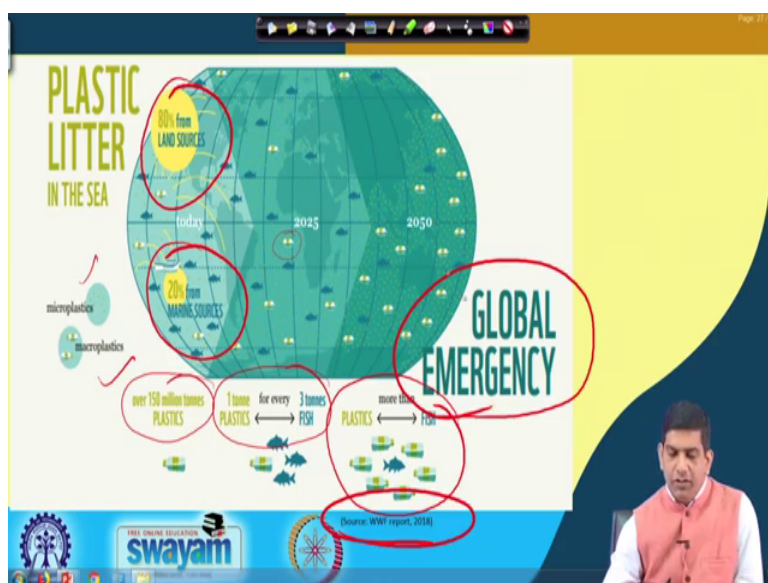 Page: 27 /
PLASTIC
LITTER
IN THE SEA
80% from
LAND SOURCES
today
2025
2050
20% from
MARINE SOURCES
microplastics
macroplastics
GLOBAL
EMERGENCY
over 150 million tonnes
PLASTICS
1 tonne
PLASTICS
for every
3 tonnes
FISH
PLASTICS
more than
FISH
(Source: WWF report, 2018)
FREE ONLINE EDUCATION
swayam